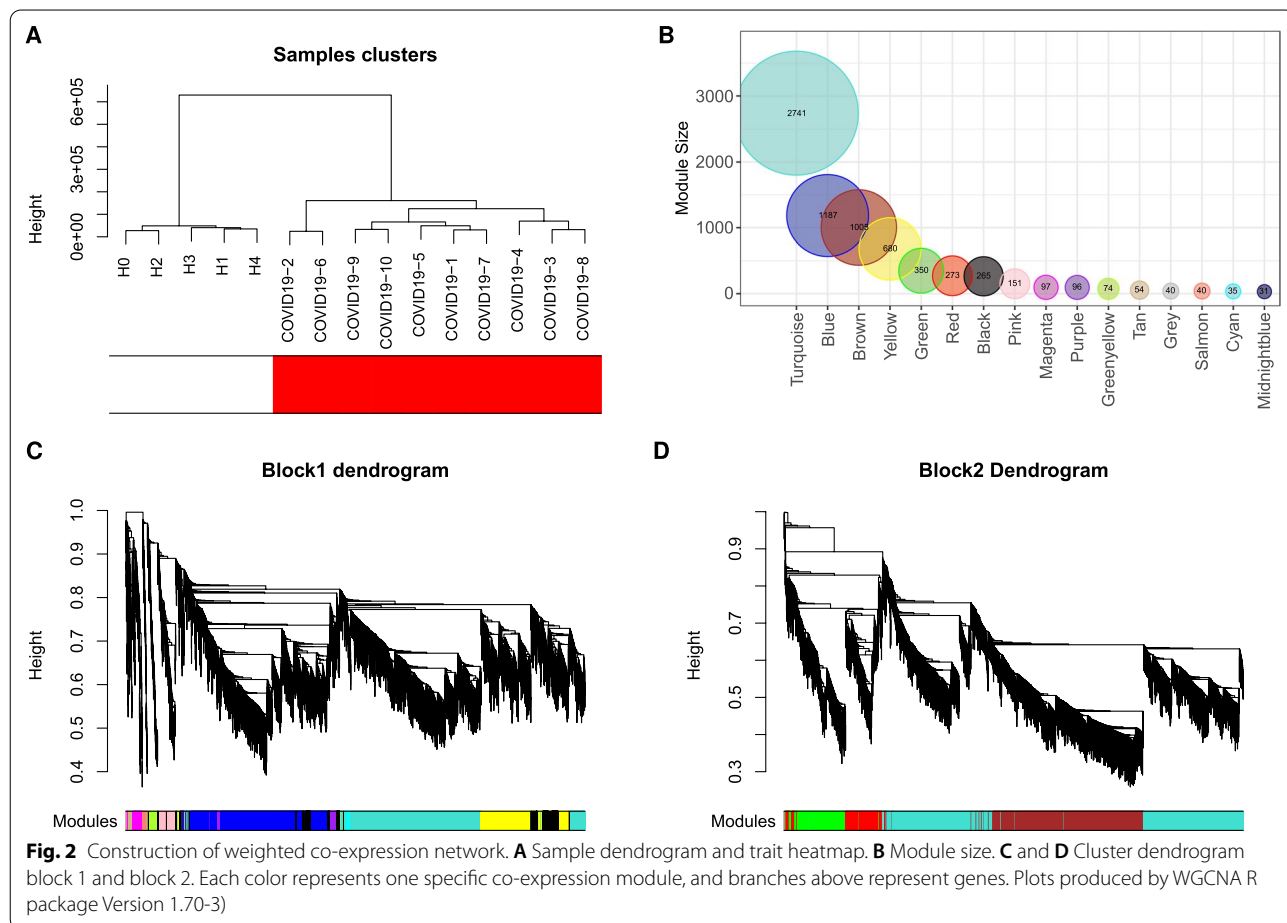 A
Samples clusters
Height
0e+00
3e+05
6e+05
H0
H2
H3
H1
H4
COVID19-2
COVID19-6
COVID19-9
COVID19-10
COVID19-5
COVID19-1
COVID19-7
COVID19-4
COVID19-3
COVID19-8
B
Module Size
3000
2000
1000
0
2741
1187
1005
680
350
273
265
151
97
96
74
54
40
40
35
31
Turquoise
Blue
Brown
Yellow
Green
Red
Black
Pink
Magenta
Purple
Greenyellow
Tan
Grey
Salmon
Cyan
Midnightblue
C
Block1 dendrogram
Height
1.0
0.9
0.8
0.7
0.6
0.5
0.4
Modules
D
Block2 Dendrogram
Height
0.9
0.7
0.5
0.3
Modules
Fig. 2 Construction of weighted co-expression network. A Sample dendrogram and trait heatmap. B Module size. C and D Cluster dendrogram
block 1 and block 2. Each color represents one specific co-expression module, and branches above represent genes. Plots produced by WGCNA R
package Version 1.70-3)